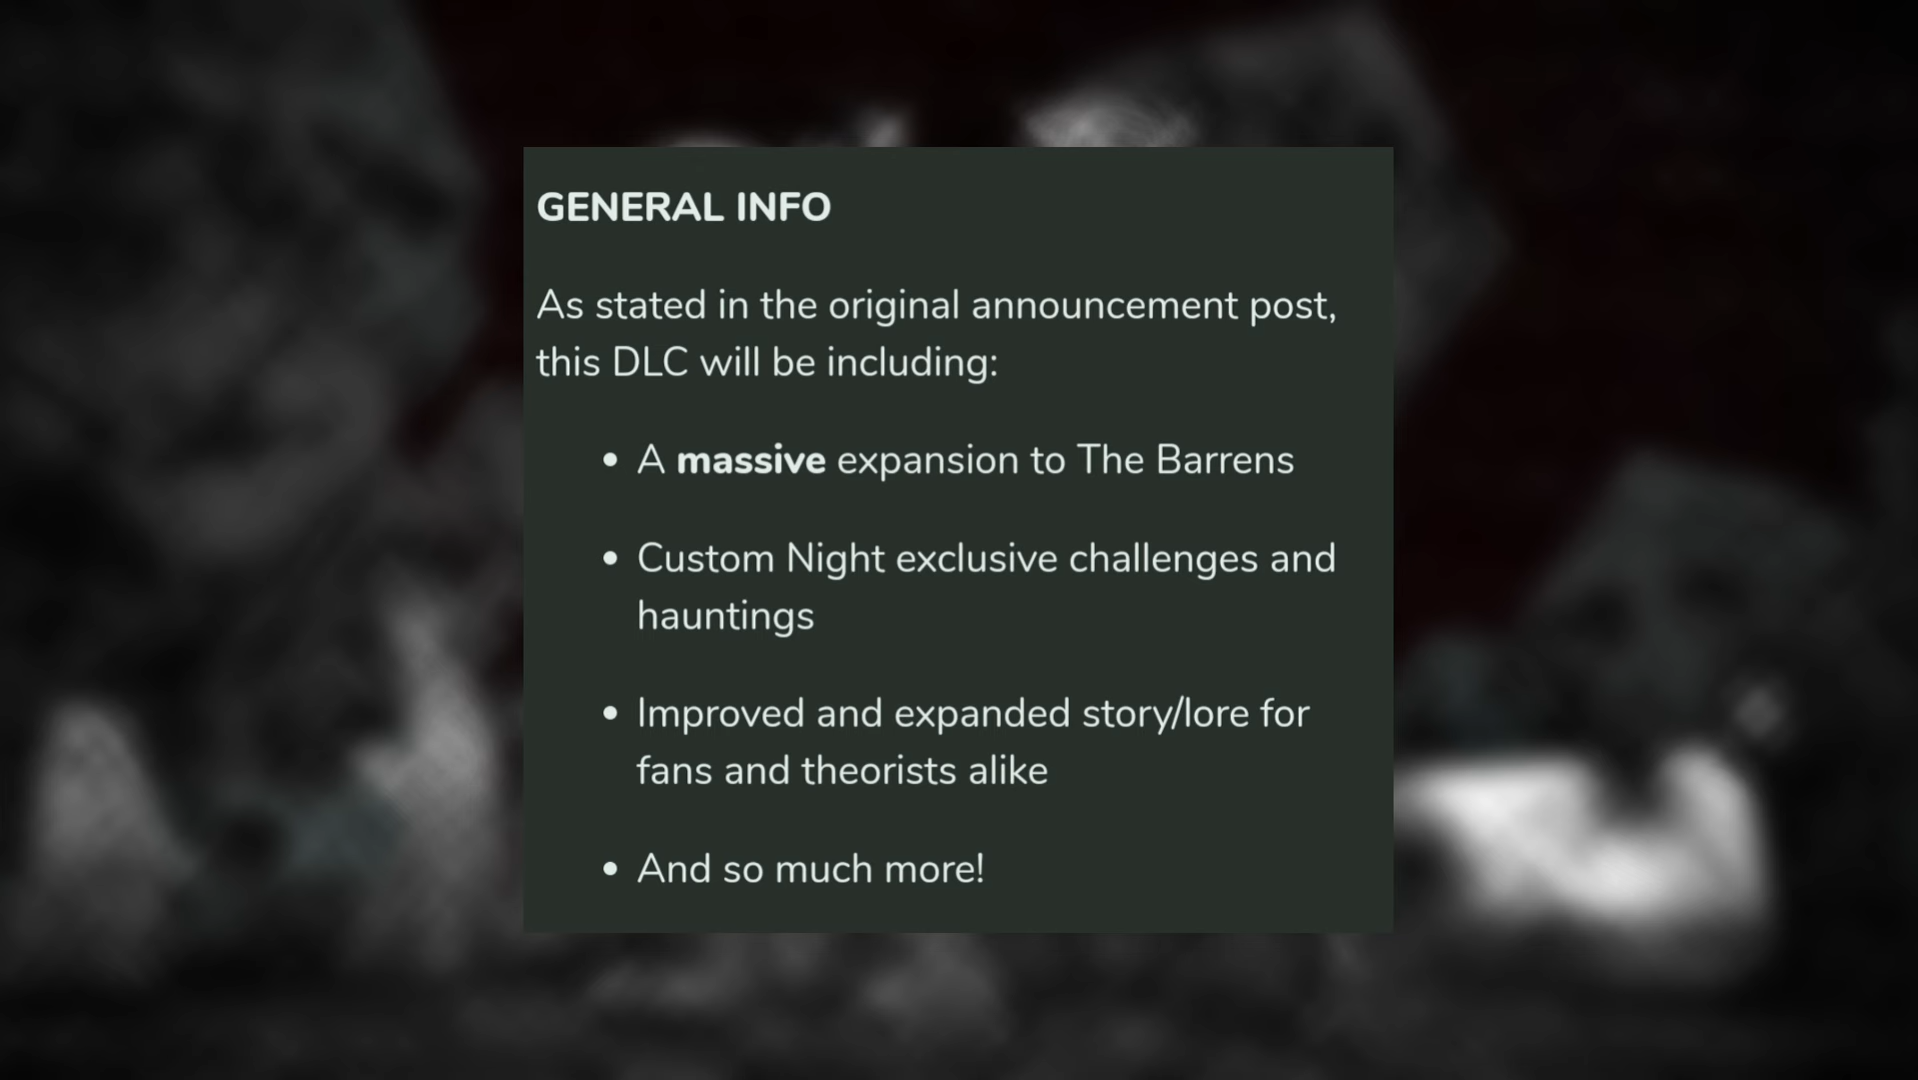 GENERAL INFO
As stated in the original announcement post,
this DLC will be including:
• A massive expansion to The Barrens
• Custom Night exclusive challenges and
hauntings
• Improved and expanded story/lore for
fans and theorists alike
• And so much more!